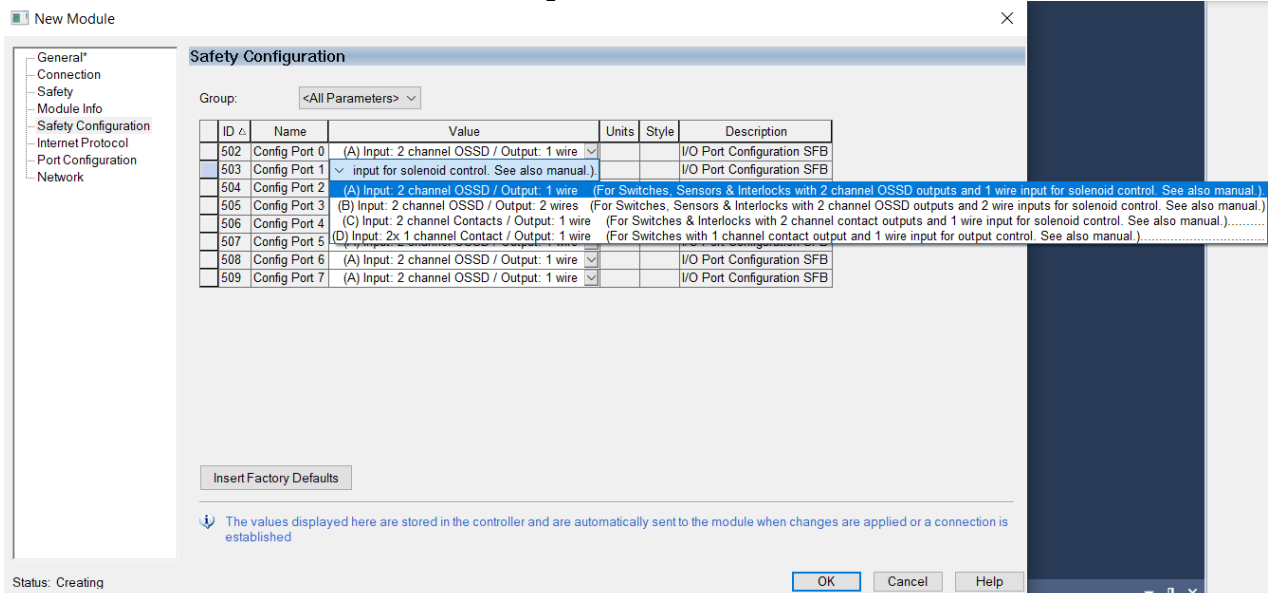 New Module
General*
Connection
Safety
Module Info
Safety Configuration
Internet Protocol
Port Configuration
Network
Safety Configuration
Group: <All Parameters>
ID Name Value Units Style Description
502 Config Port 0 (A) Input: 2 channel OSSD / Output: 1 wire I/O Port Configuration SFB
503 Config Port 1 input for solenoid control. See also manual.). I/O Port Configuration SFB
504 Config Port 2 (A) Input: 2 channel OSSD / Output: 1 wire (For Switches, Sensors & Interlocks with 2 channel OSSD outputs and 1 wire input for solenoid control. See also manual.).
505 Config Port 3 (B) Input: 2 channel OSSD / Output: 2 wires (For Switches, Sensors & Interlocks with 2 channel OSSD outputs and 2 wire inputs for solenoid control. See also manual.)
506 Config Port 4 (C) Input: 2 channel Contacts / Output: 1 wire (For Switches & Interlocks with 2 channel contact outputs and 1 wire input for solenoid control. See also manual.)..........
507 Config Port 5 (D) Input: 2x 1 channel Contact / Output: 1 wire (For Switches with 1 channel contact output and 1 wire input for output control. See also manual.)..............................
508 Config Port 6 (A) Input: 2 channel OSSD / Output: 1 wire I/O Port Configuration SFB
509 Config Port 7 (A) Input: 2 channel OSSD / Output: 1 wire I/O Port Configuration SFB
Insert Factory Defaults
The values displayed here are stored in the controller and are automatically sent to the module when changes are applied or a connection is
established
Status: Creating
OK Cancel Help